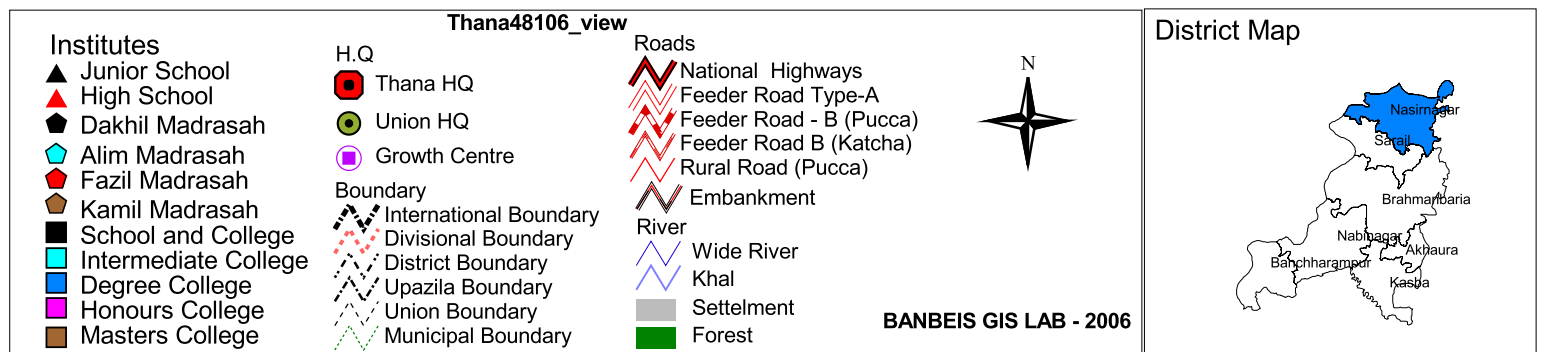 Thana48106_view
Institutes
Junior School
High School
Dakhil Madrasah
Alim Madrasah
Fazil Madrasah
Kamil Madrasah
School and College
Intermediate College
Degree College
Honours College
Masters College
H.Q
Thana HQ
Union HQ
Growth Centre
Boundary
International Boundary
Divisional Boundary
District Boundary
Upazila Boundary
Union Boundary
Municipal Boundary
Roads
National Highways
Feeder Road Type-A
Feeder Road - B (Pucca)
Feeder Road B (Katcha)
Rural Road (Pucca)
Embankment
River
Wide River
Khal
Settelment
Forest
N
BANBEIS GIS LAB - 2006
District Map
Nasirnagar
Sarail
Brahmanbaria
Nabinagar
Akhaura
Banchharampur
Kasba